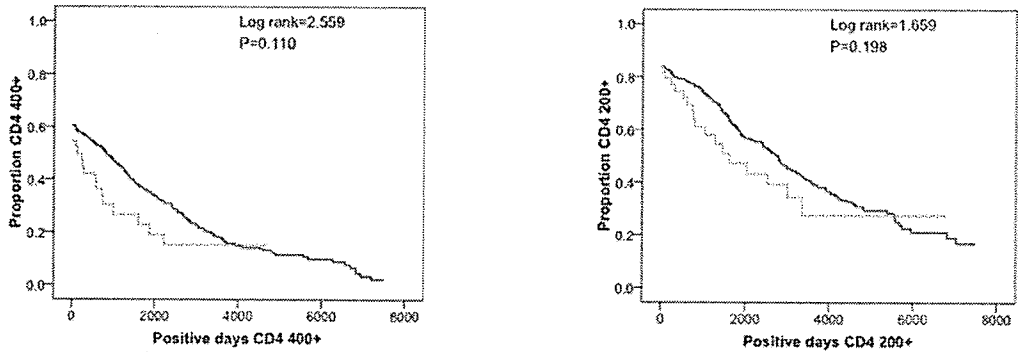 Log rank=2.559
P=0.110
Proportion CD4 400+
1.0
0.8
0.6
0.4
0.2
0.0
0
2000
4000
6000
8000
Positive days CD4 400+
Log rank=1.659
P=0.198
Proportion CD4 200+
1.0
0.8
0.6
0.4
0.2
0.0
0
2000
4000
6000
8000
Positive days CD4 200+